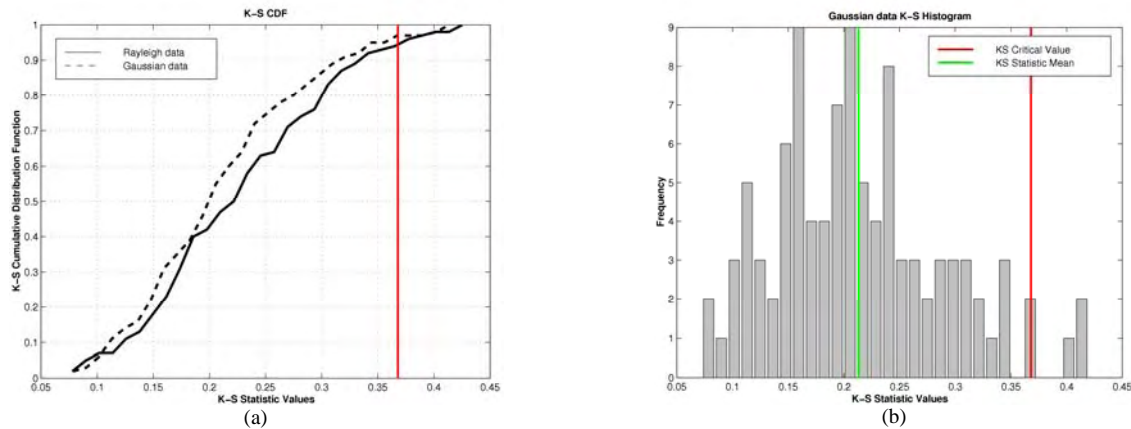 K-S CDF
Rayleigh data
Gaussian data
K-S Cumulative Distribution Function
1
0.9
0.8
0.7
0.6
0.5
0.4
0.3
0.2
0.1
0
0.05 0.1 0.15 0.2 0.25 0.3 0.35 0.4 0.45
K-S Statistic Values
(a)
Gaussian data K-S Histogram
KS Critical Value
KS Statistic Mean
Frequency
9
8
7
6
5
4
3
2
1
0
0.05 0.1 0.15 0.2 0.25 0.3 0.35 0.4 0.45
K-S Statistic Values
(b)